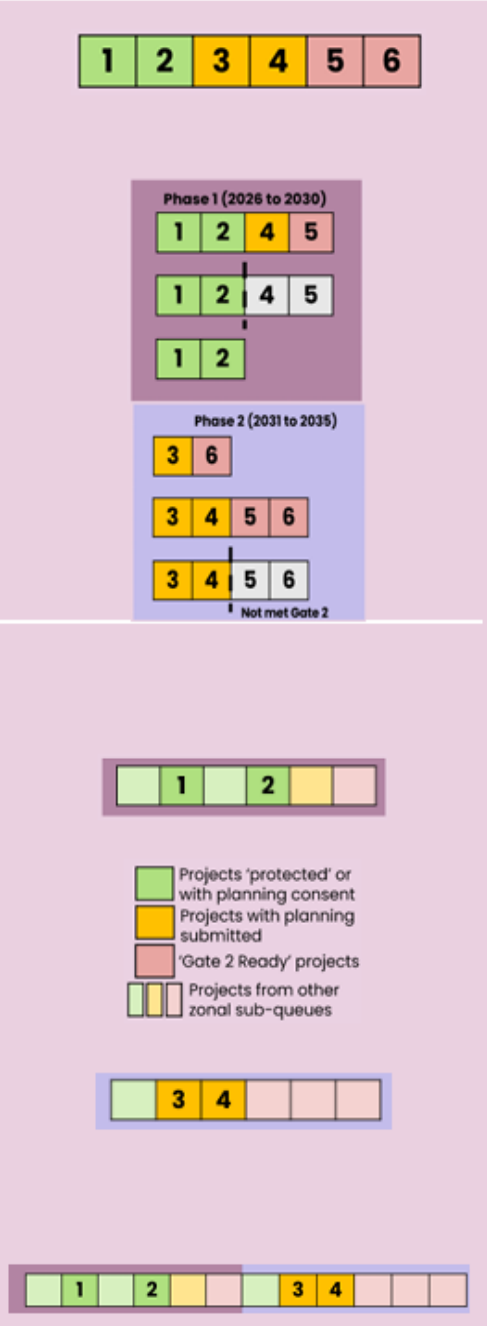 1 2 3 4 5 6
Phase 1 (2026 to 2030)
1 2 4 5
1 2 4 5
1 2
Phase 2 (2031 to 2035)
3 6
3 4 5 6
3 4 5 6
Not met Gate 2
1 2
Projects 'protected' or
with planning consent
Projects with planning
submitted
'Gate 2 Ready' projects
Projects from other
zonal sub-queues
3 4
1 2 3 4